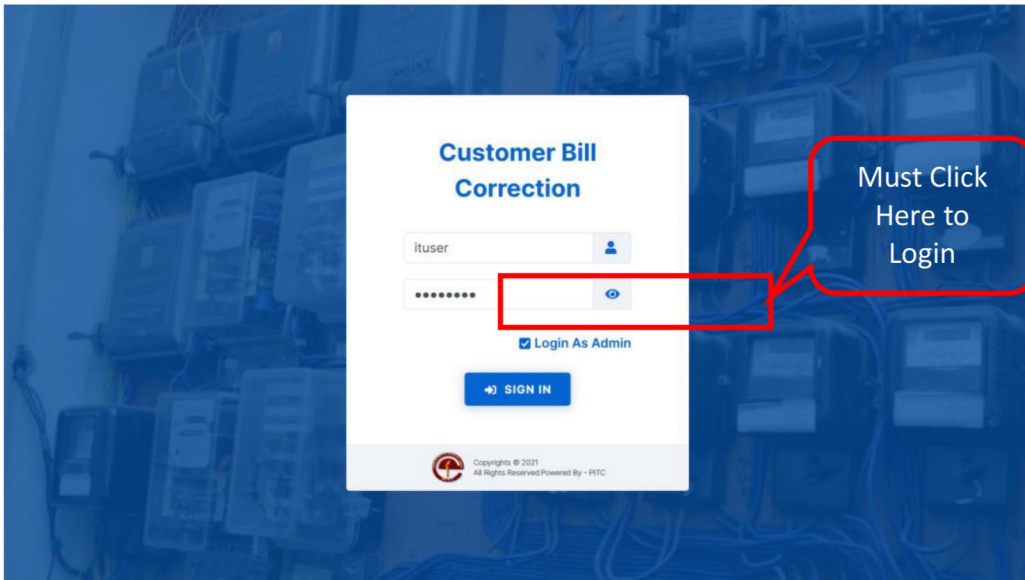 Customer Bill
Correction
ituser
••••••••
Login As Admin
SIGN IN
Copyrights © 2021
All Rights Reserved Powered By - PITC
Must Click
Here to
Login